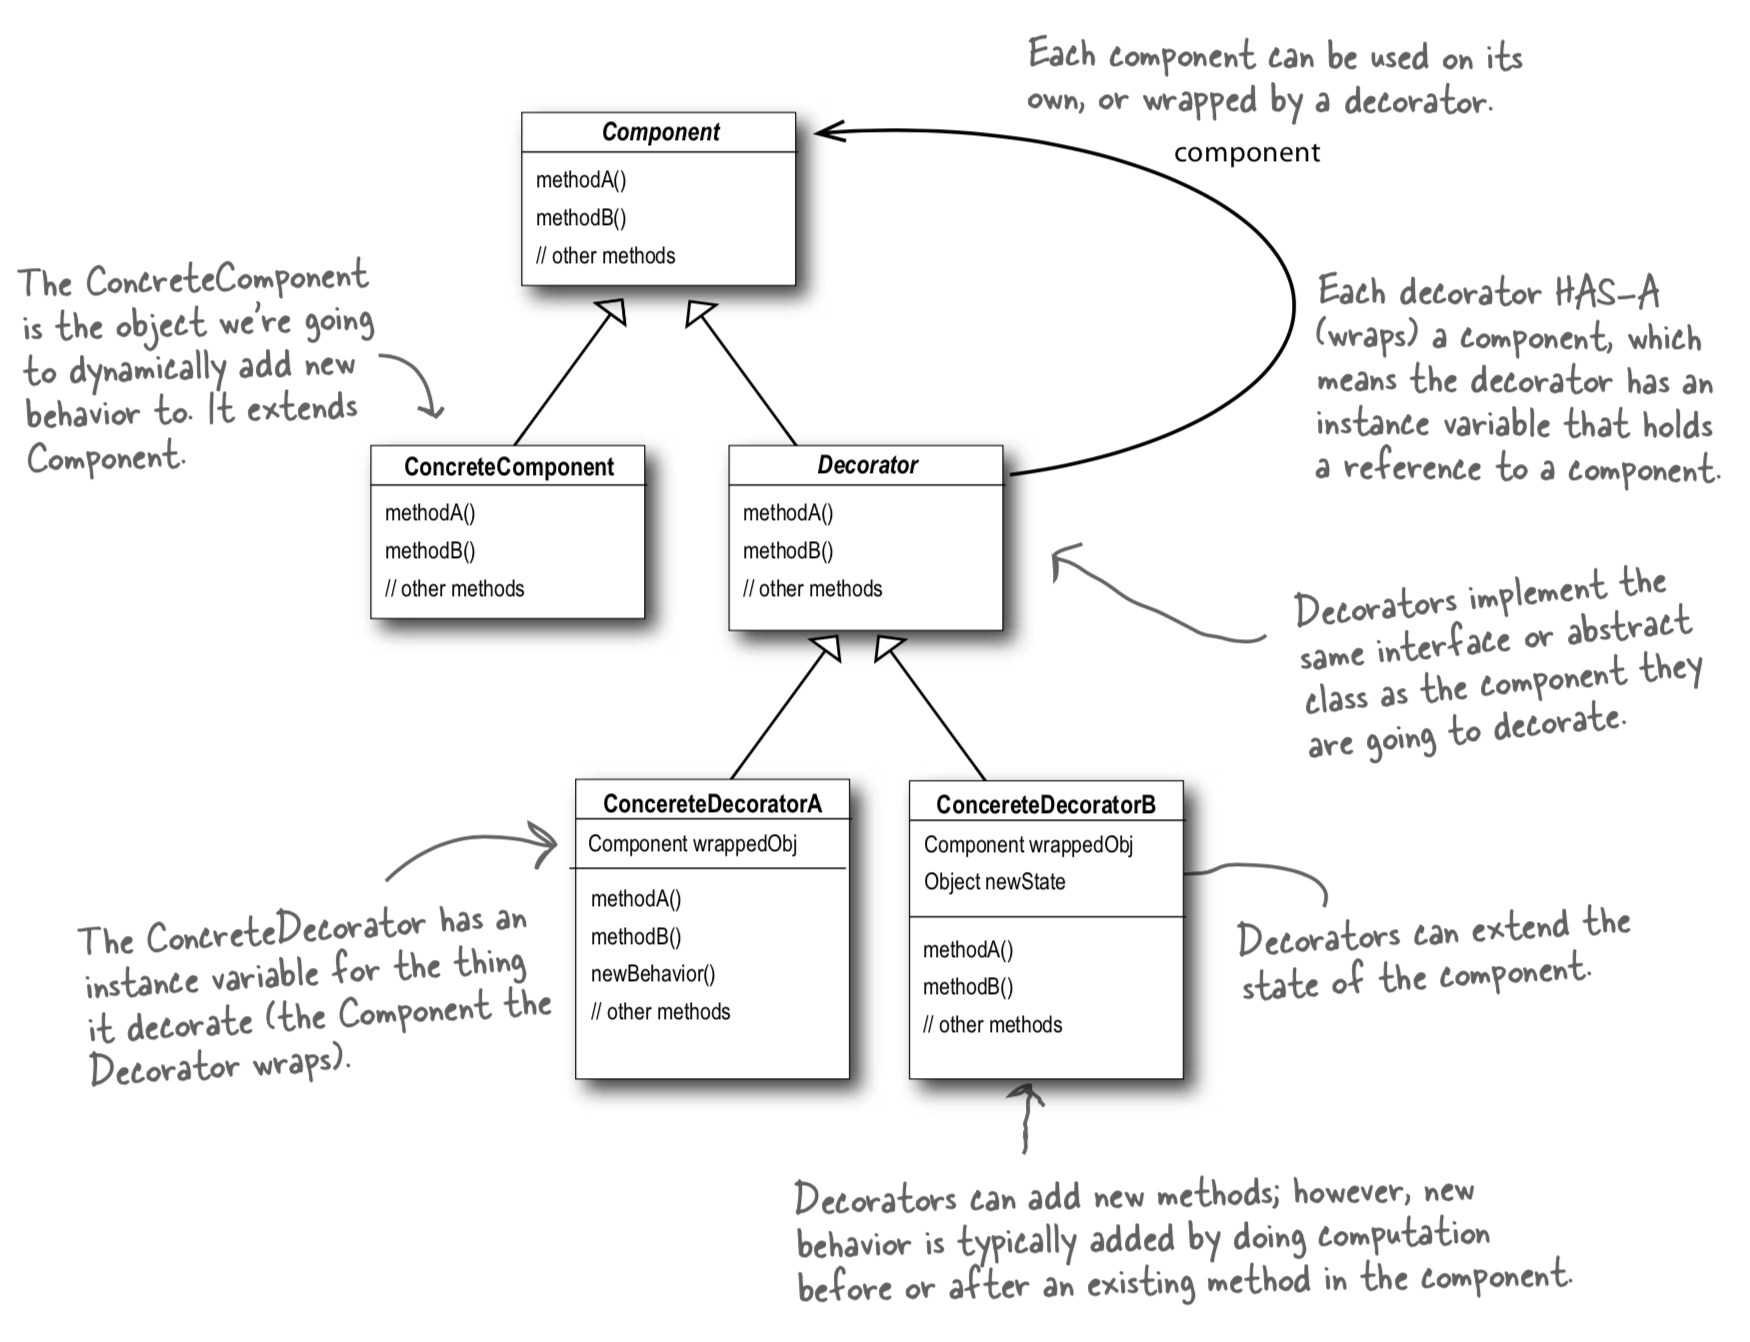 Each component can be used on its
own, or wrapped by a decorator.
component
Component
methodA()
methodB()
// other methods
The ConcreteComponent
is the object we're going
to dynamically add new
behavior to. It extends
Component.
Each decorator HAS-A
(wraps) a component, which
means the decorator has an
instance variable that holds
a reference to a component.
ConcreteComponent
methodA()
methodB()
// other methods
Decorator
methodA()
methodB()
// other methods
Decorators implement the
same interface or abstract
class as the component they
are going to decorate.
ConcereteDecoratorA
Component wrappedObj
methodA()
methodB()
newBehavior()
// other methods
ConcereteDecoratorB
Component wrappedObj
Object newState
methodA()
methodB()
// other methods
The ConcreteDecorator has an
instance variable for the thing
it decorate (the Component the
Decorator wraps).
Decorators can extend the
state of the component.
Decorators can add new methods; however, new
behavior is typically added by doing computation
before or after an existing method in the component.